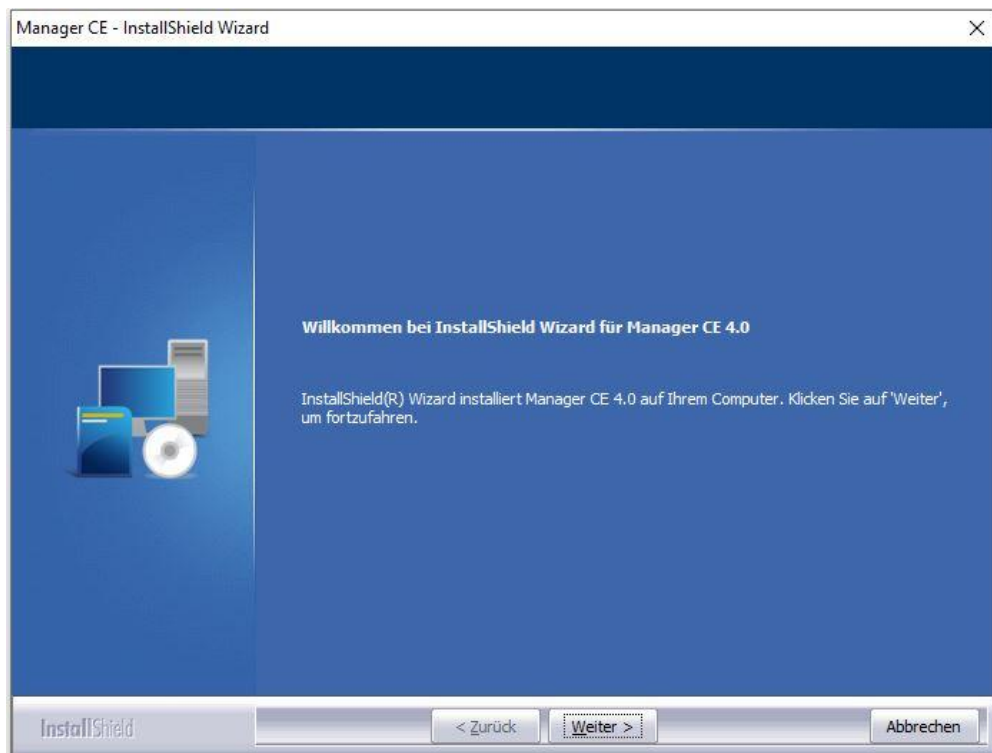 Manager CE - InstallShield Wizard
Willkommen bei InstallShield Wizard für Manager CE 4.0
InstallShield(R) Wizard installiert Manager CE 4.0 auf Ihrem Computer. Klicken Sie auf 'Weiter',
um fortzufahren.
InstallShield
< Zurück
Weiter >
Abbrechen